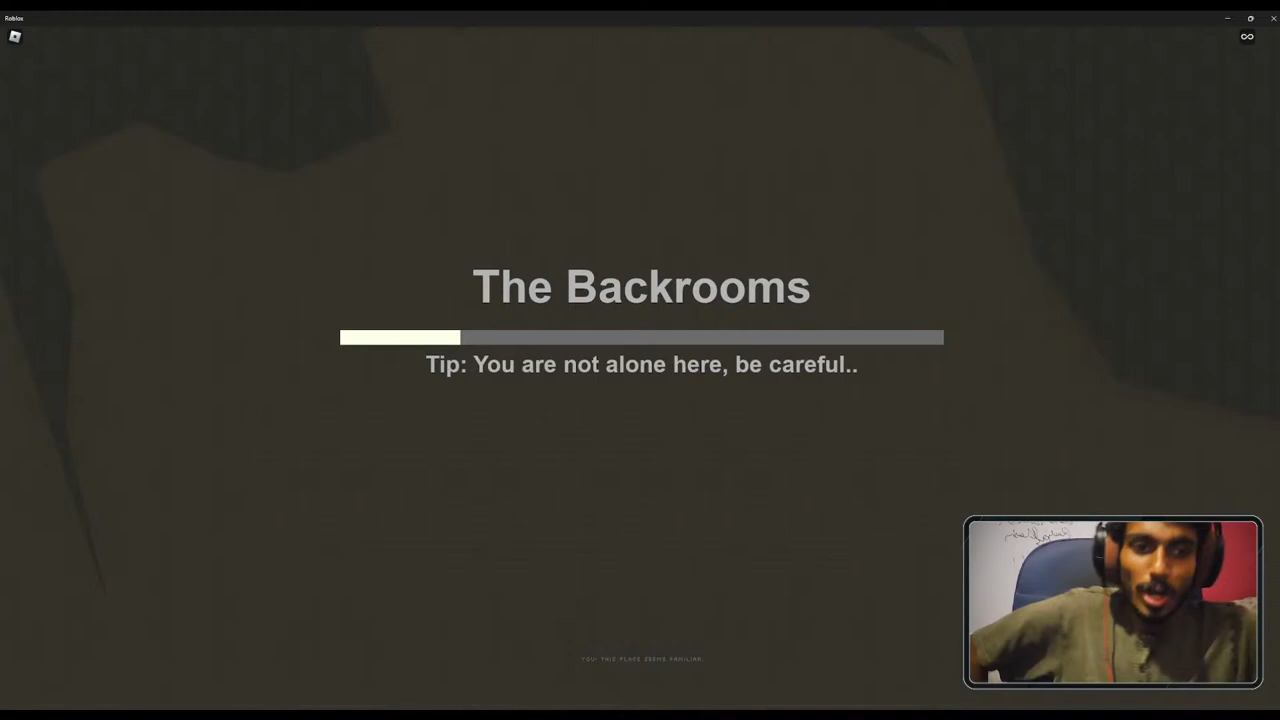 Roblox
The Backrooms
Tip: You are not alone here, be careful..
YOU: THIS PLACE SEEMS FAMILIAR.